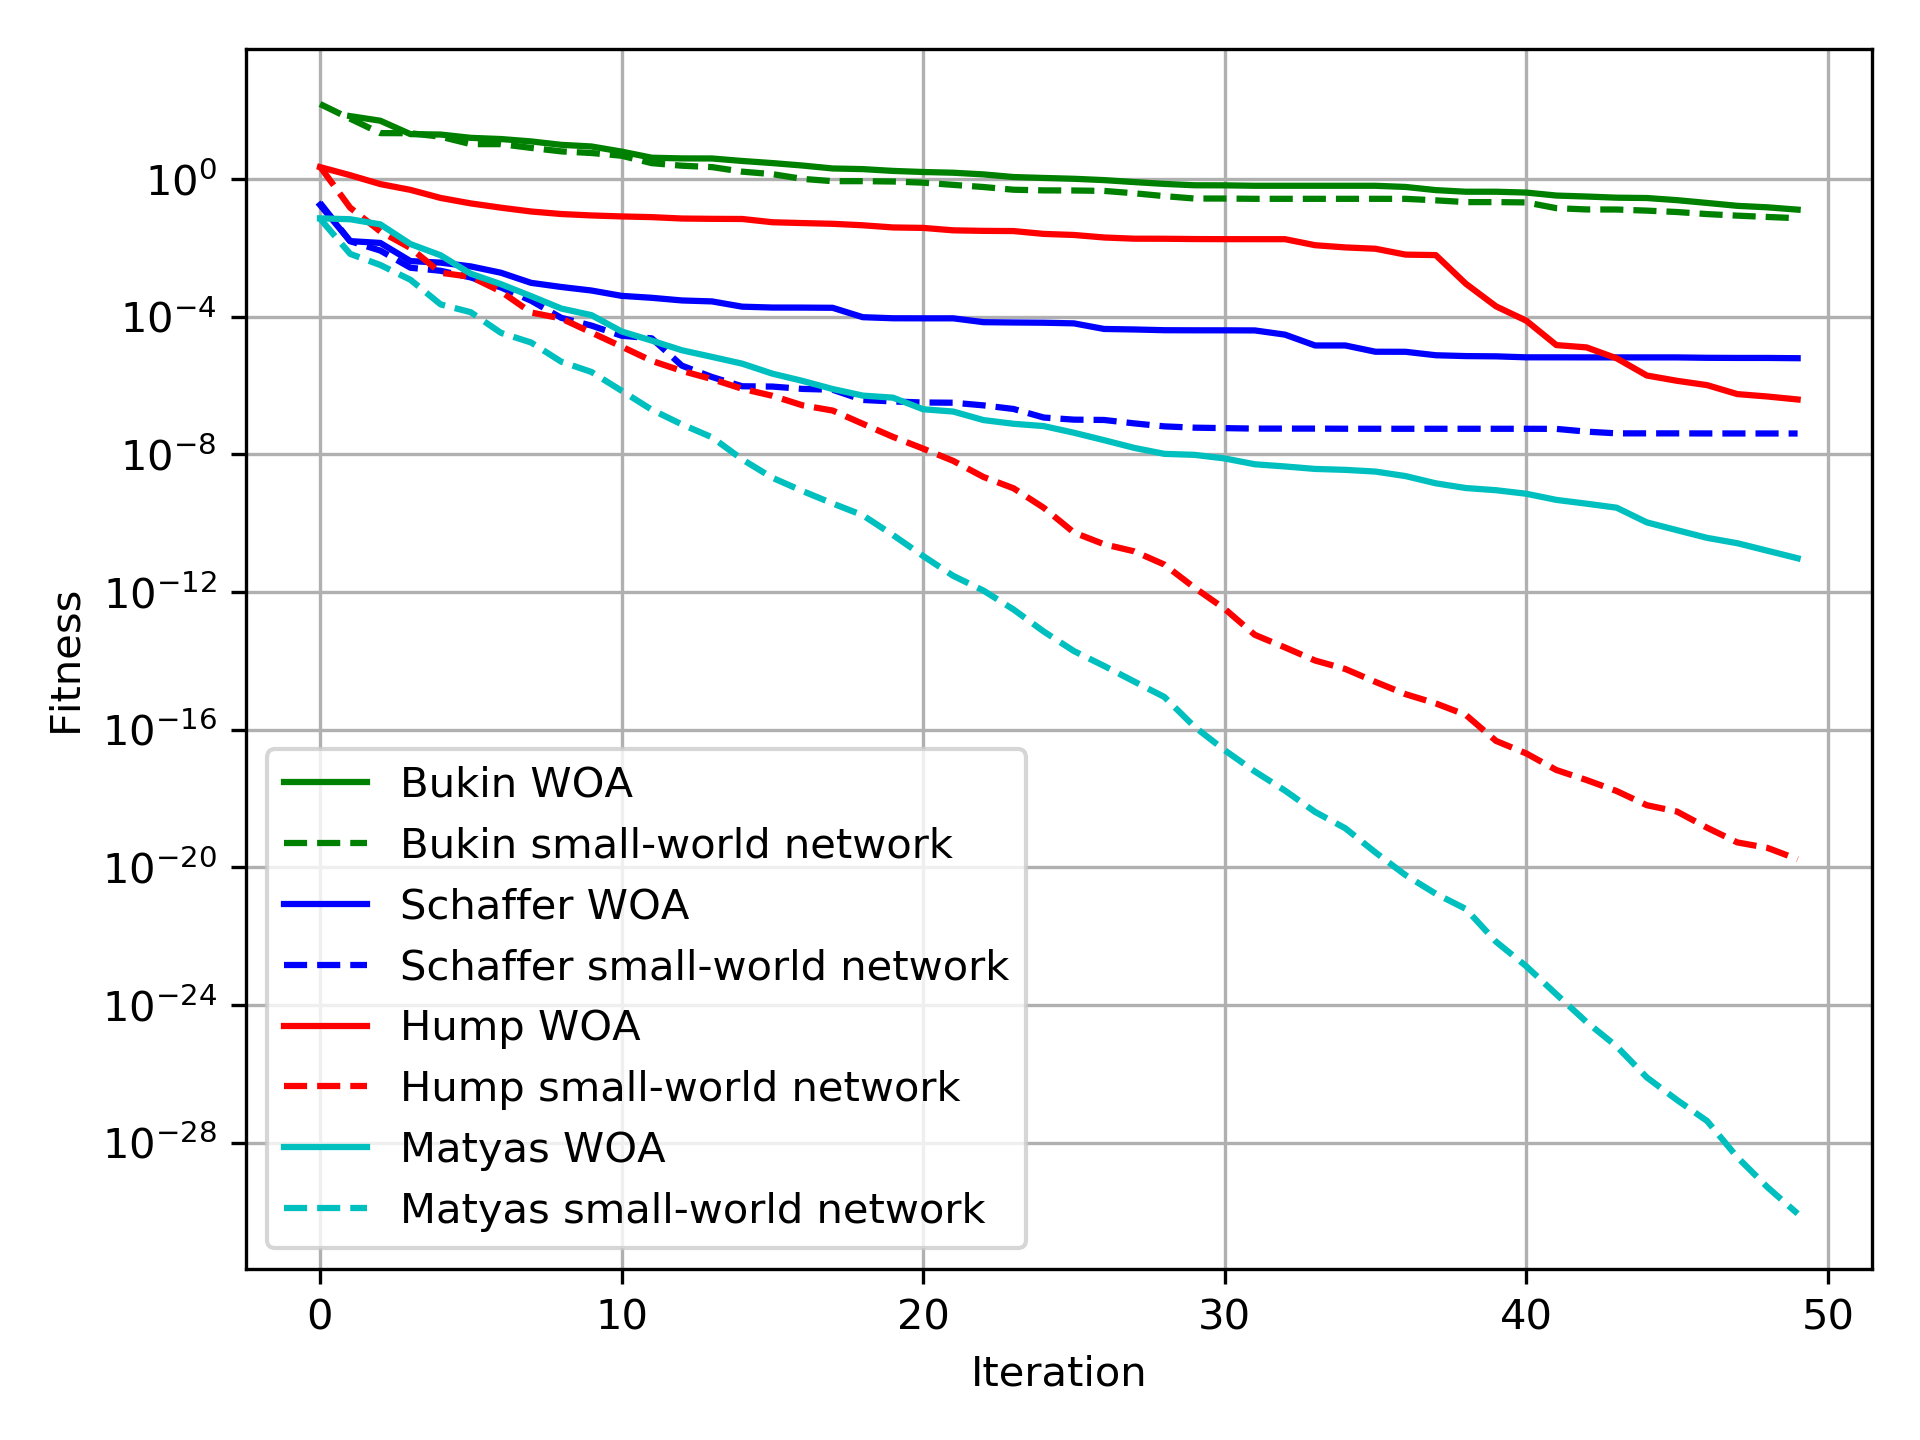 10⁰
10⁻⁴
10⁻⁸
10⁻¹²
10⁻¹⁶
10⁻²⁰
10⁻²⁴
10⁻²⁸
Fitness
Bukin WOA
Bukin small-world network
Schaffer WOA
Schaffer small-world network
Hump WOA
Hump small-world network
Matyas WOA
Matyas small-world network
0 10 20 30 40 50
Iteration